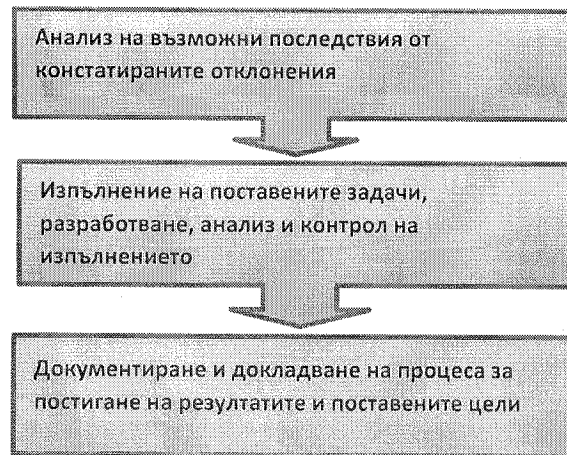 Анализ на възможни последствия от
констатираните отклонения
Изпълнение на поставените задачи,
разработване, анализ и контрол на
изпълнението
Документиране и докладване на процеса за
постигане на резултатите и поставените цели